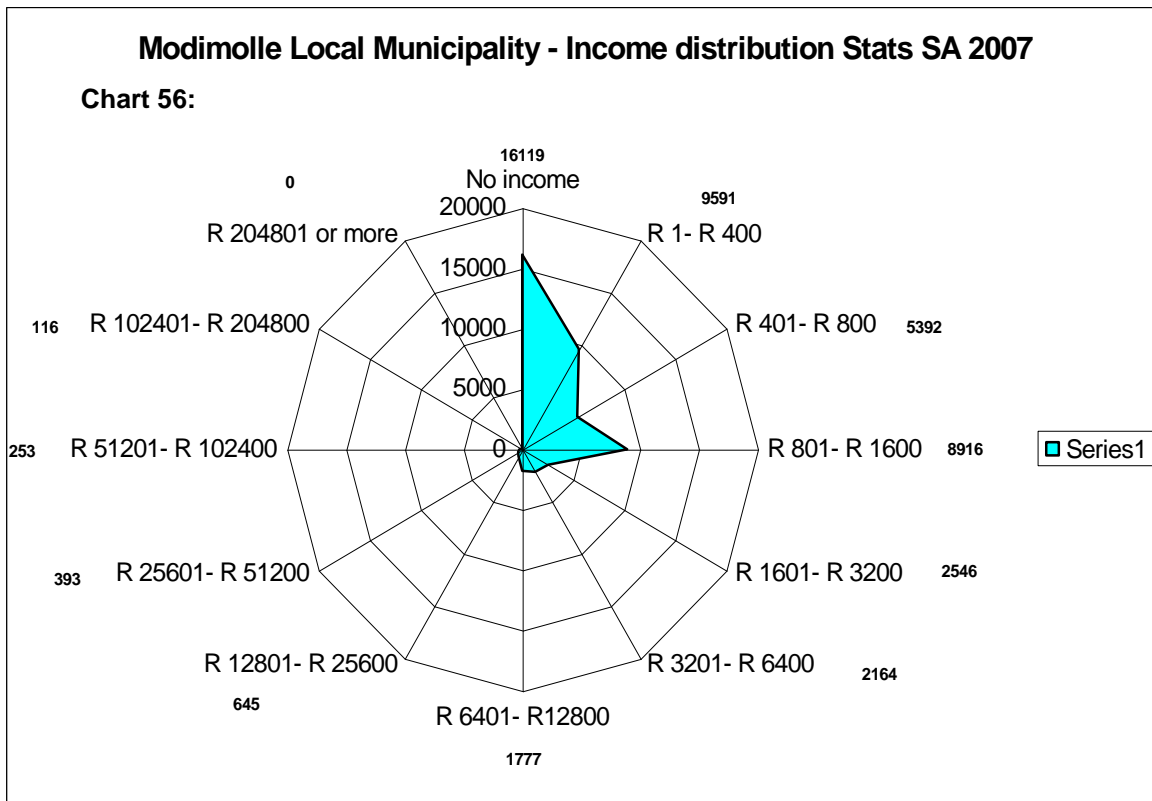 Modimolle Local Municipality - Income distribution Stats SA 2007
Chart 56:
16119
No income
0
9591
20000
R 204801 or more
R 1- R 400
15000
116
R 102401- R 204800
R 401- R 800
5392
10000
5000
253
R 51201- R 102400
0
R 801- R 1600
8916
Series1
393
R 25601- R 51200
R 1601- R 3200
2546
R 12801- R 25600
R 3201- R 6400
2164
645
R 6401- R12800
1777